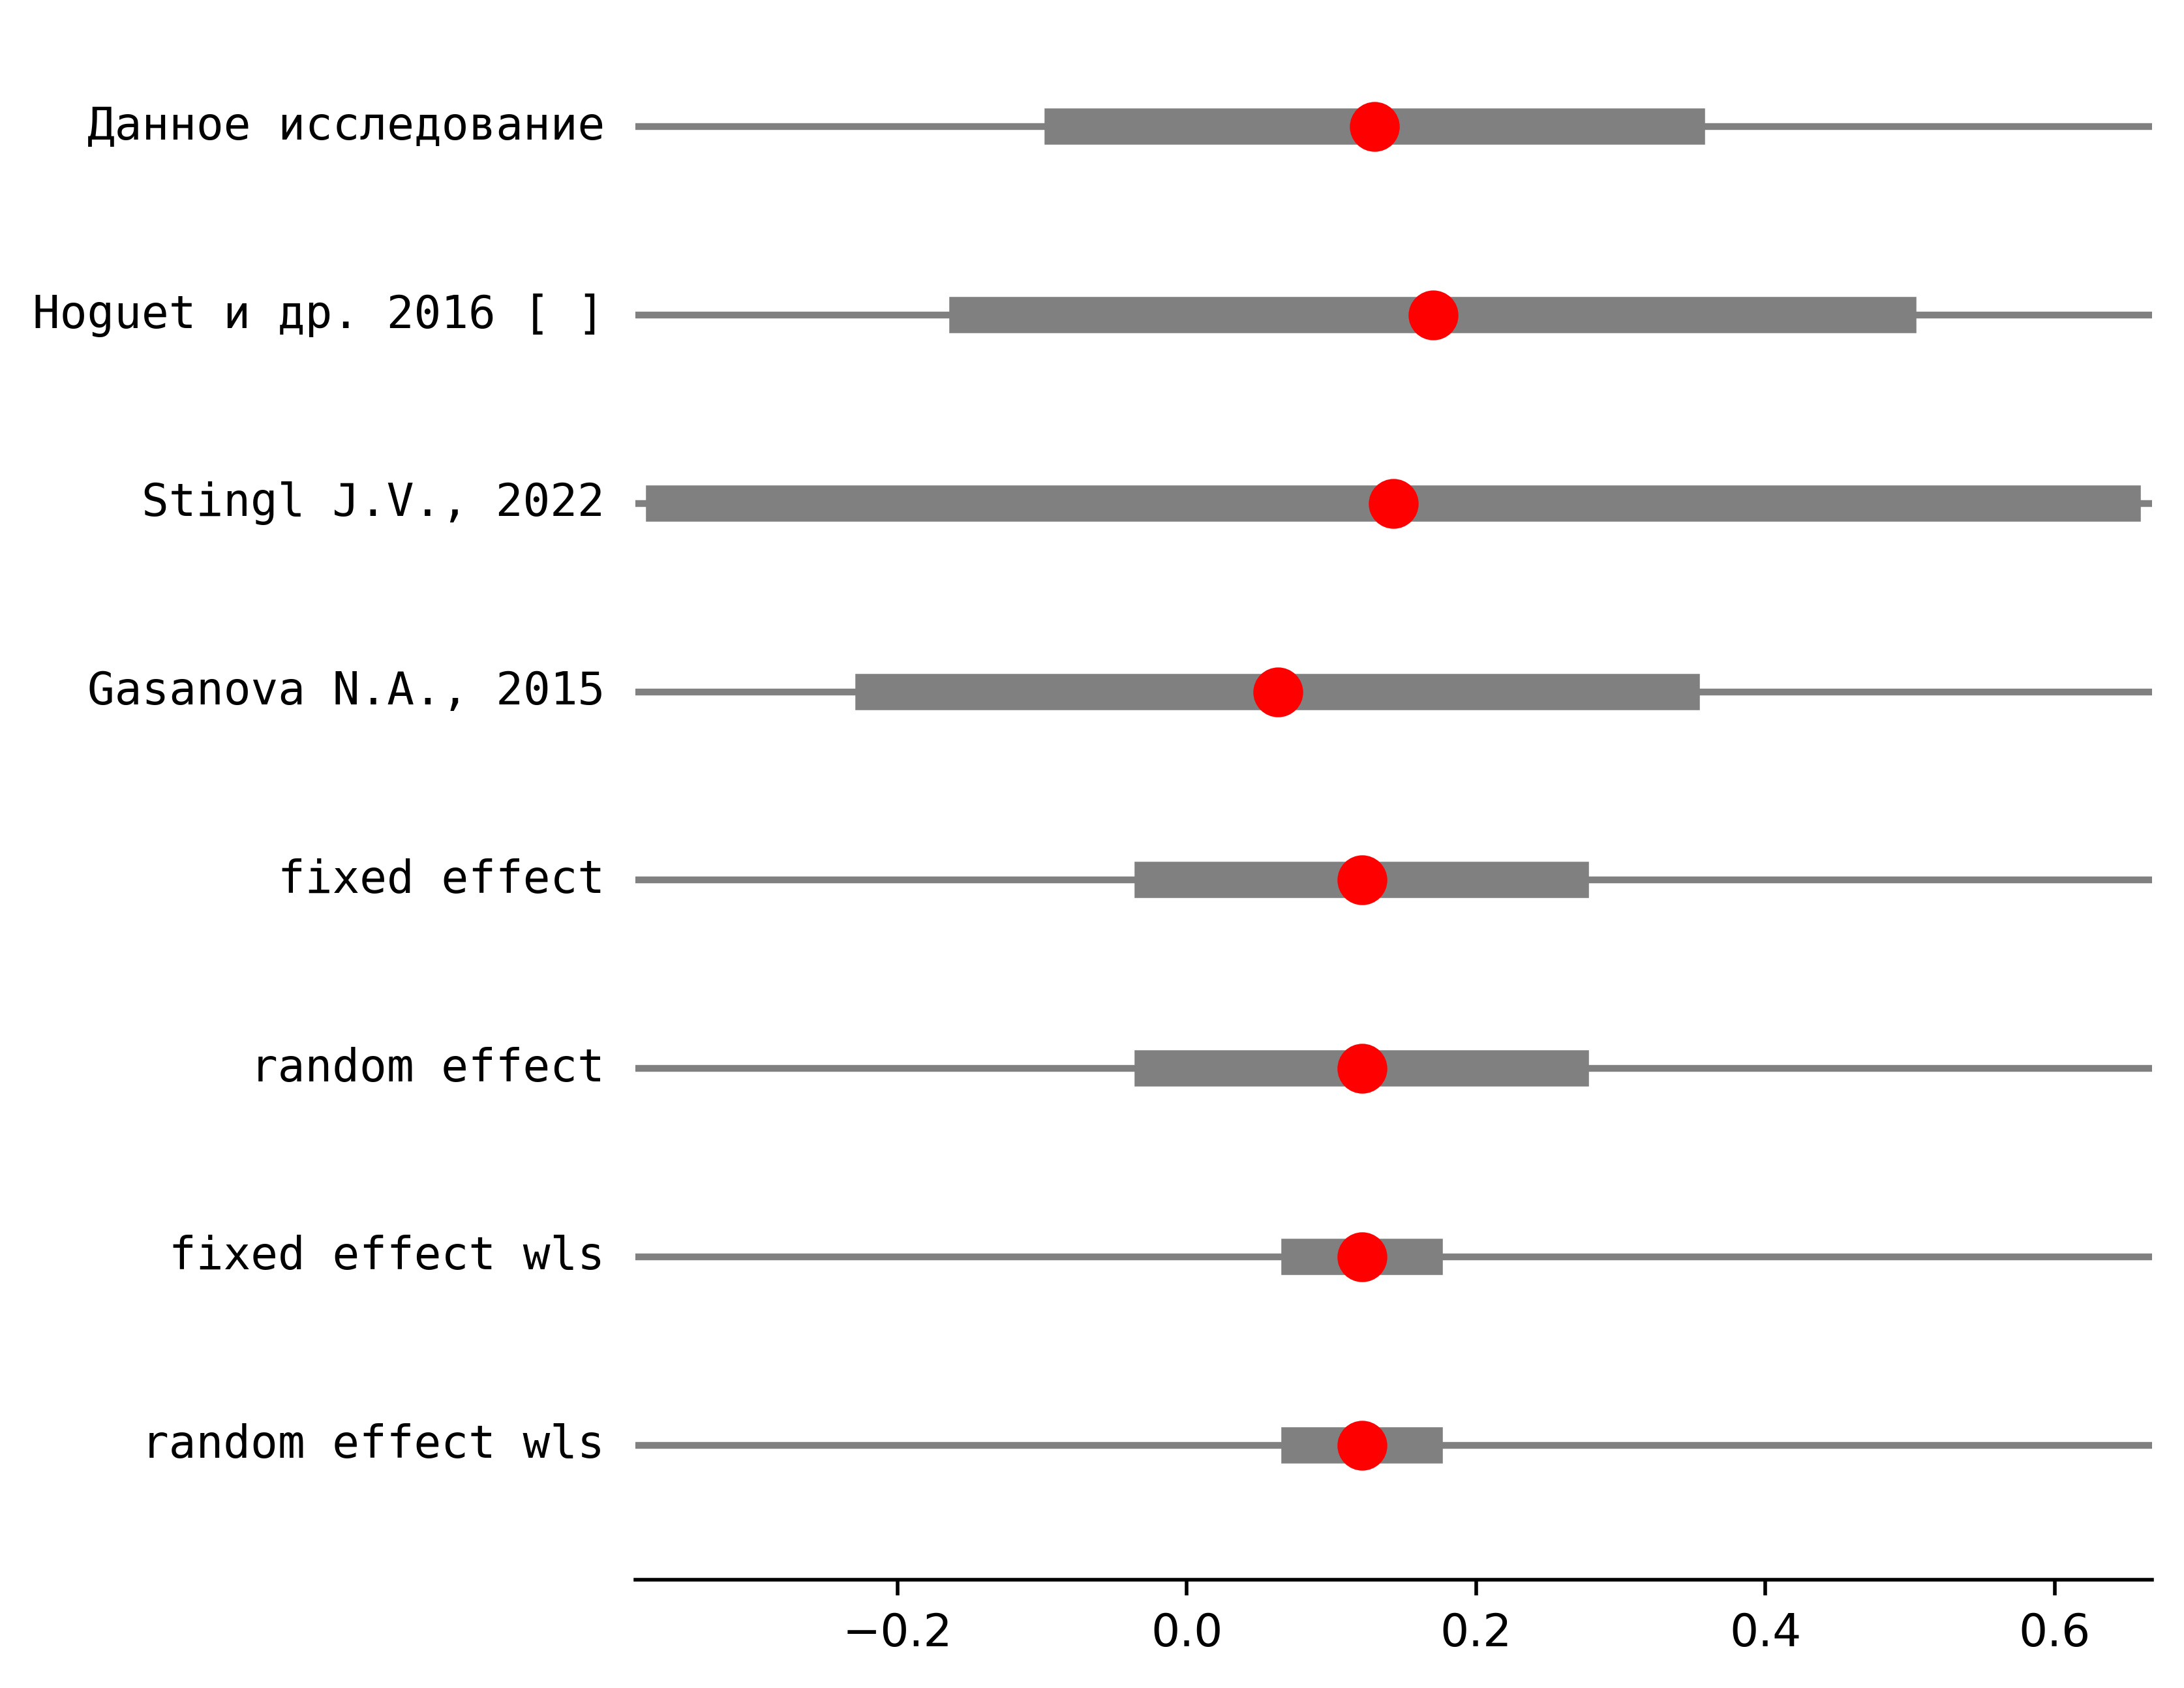 Данное исследование
Hoguet и др. 2016 [ ]
Stingl J.V., 2022
Gasanova N.A., 2015
fixed effect
random effect
fixed effect wls
random effect wls
−0.2 0.0 0.2 0.4 0.6